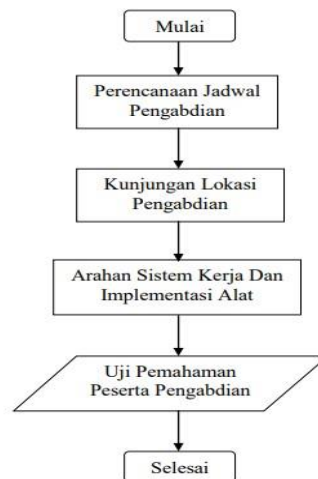 Mulai
Perencanaan Jadwal
Pengabdian
Kunjungan Lokasi
Pengabdian
Arahan Sistem Kerja Dan
Implementasi Alat
Uji Pemahaman
Peserta Pengabdian
Selesai